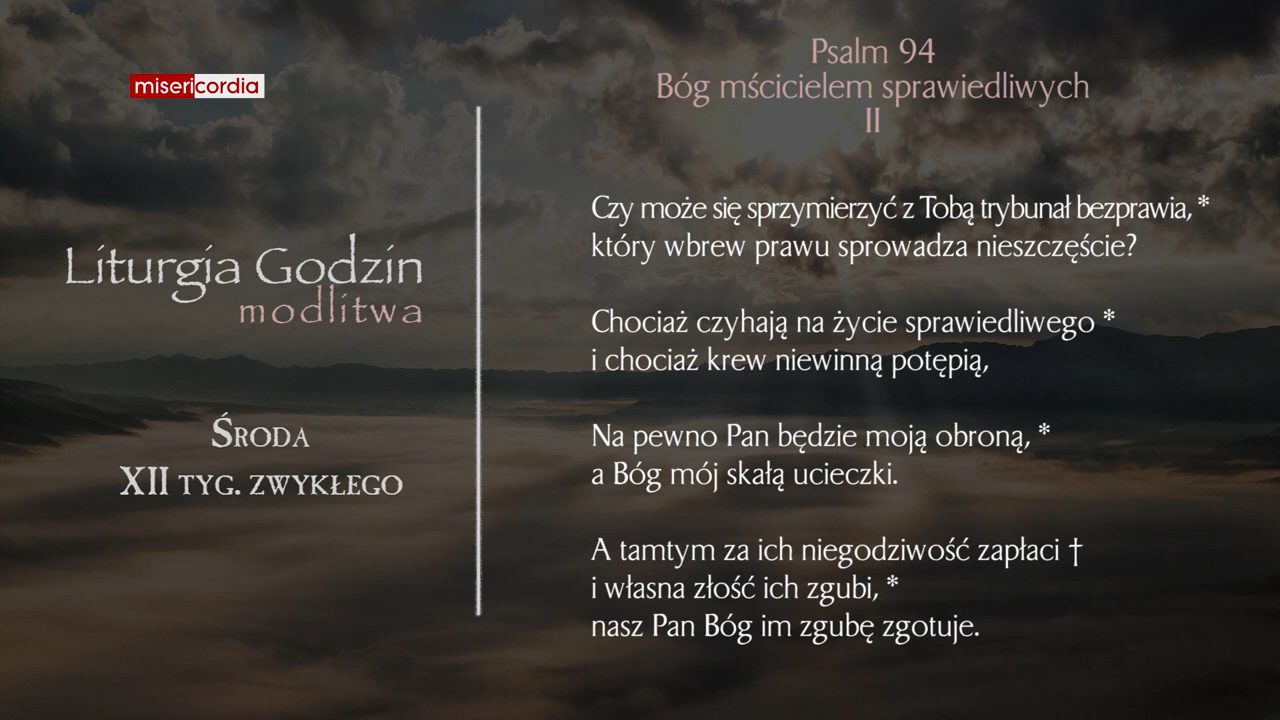 misericordia
Liturgia Godzin
modlitwa
Środa
XII tyg. zwykłego
Psalm 94
Bóg mścicielem sprawiedliwych
II
Czy może się sprzymierzyć z Tobą trybunał bezprawia, *
który wbrew prawu sprowadza nieszczęście?
Chociaż czyhają na życie sprawiedliwego *
i chociaż krew niewinną potępią,
Na pewno Pan będzie moją obroną, *
a Bóg mój skałą ucieczki.
A tamtym za ich niegodziwość zapłaci †
i własna złość ich zgubi, *
nasz Pan Bóg im zgubę zgotuje.